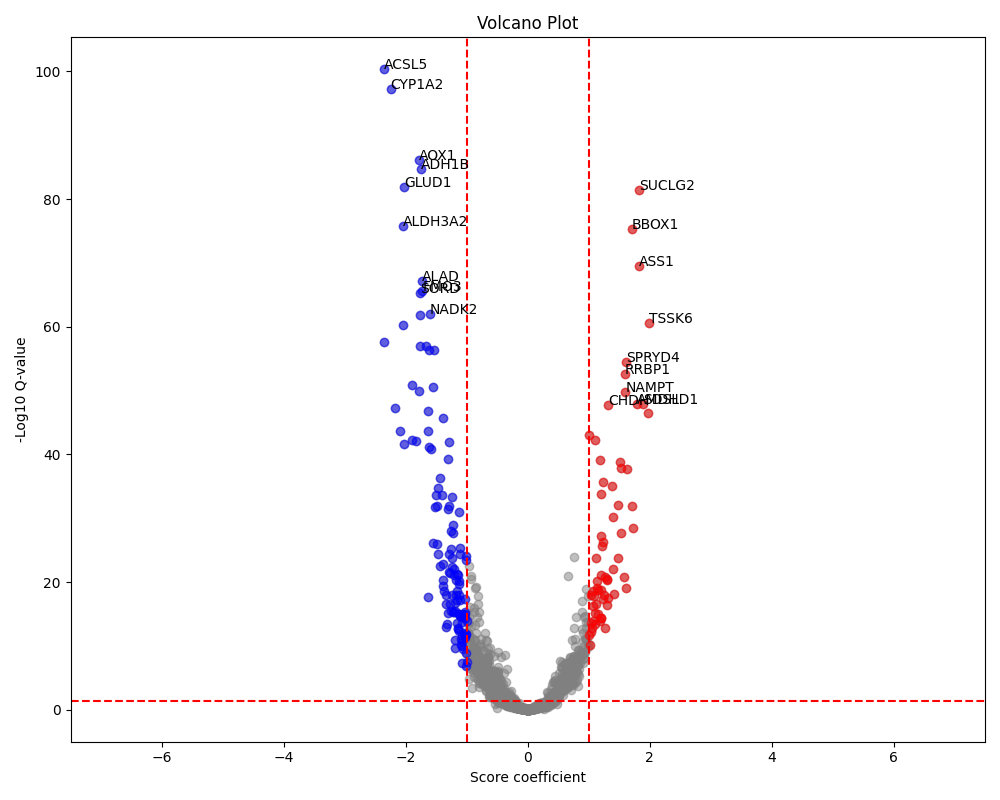 Volcano Plot
ACSL5
CYP1A2
AOX1
ADH1B
GLUD1
SUCLG2
ALDH3A2
BBOX1
ASS1
ALAD
SORD
NADK2
TSSK6
SPRYD4
RRBP1
NAMPT
-Log10 Q-value
100
80
60
40
20
0
−6
−4
−2
0
2
4
6
Score coefficient